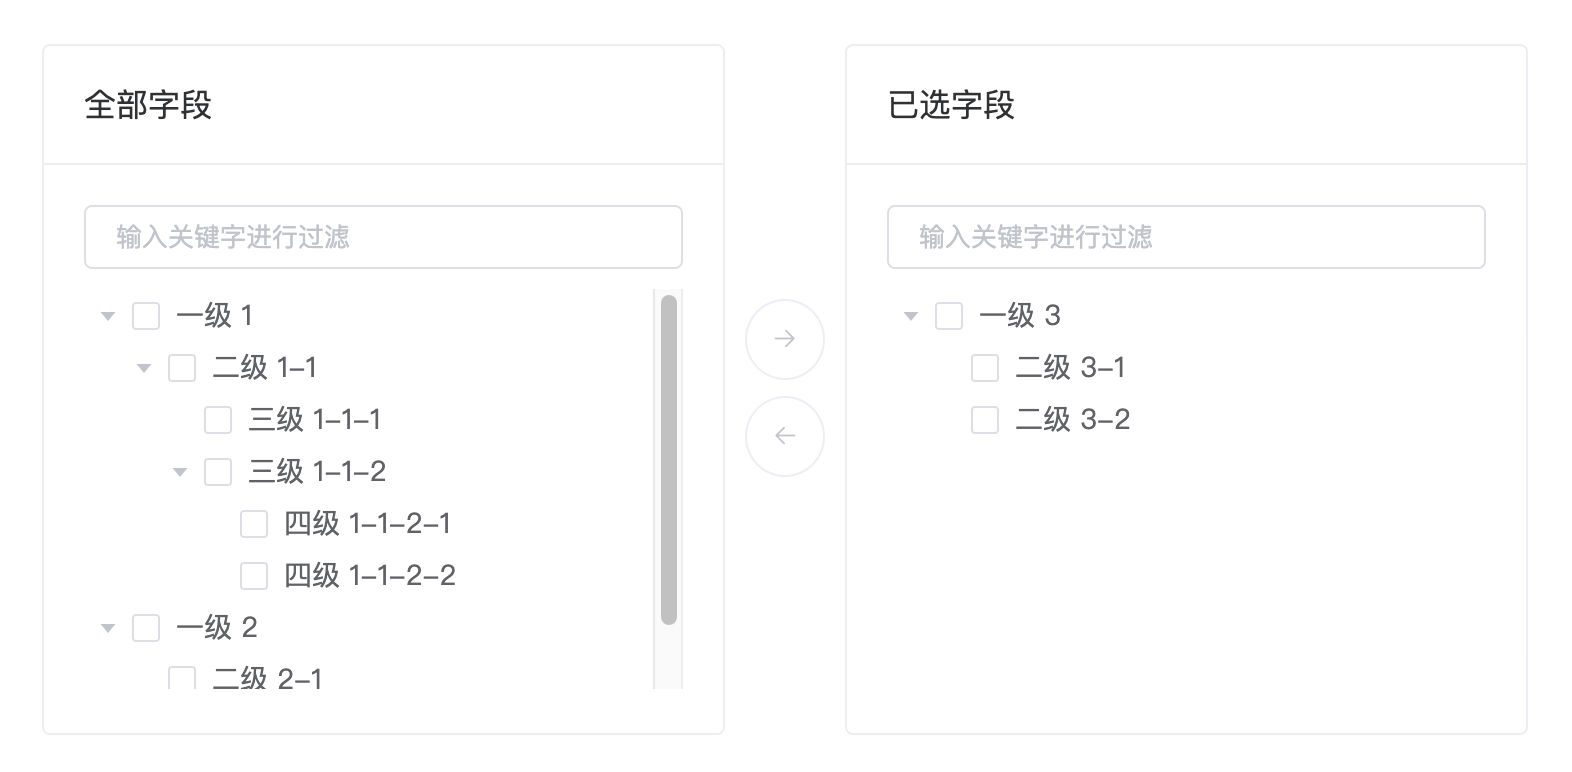 全部字段
输入关键字进行过滤
一级 1
二级 1-1
三级 1-1-1
三级 1-1-2
四级 1-1-2-1
四级 1-1-2-2
一级 2
二级 2-1
已选字段
输入关键字进行过滤
一级 3
二级 3-1
二级 3-2